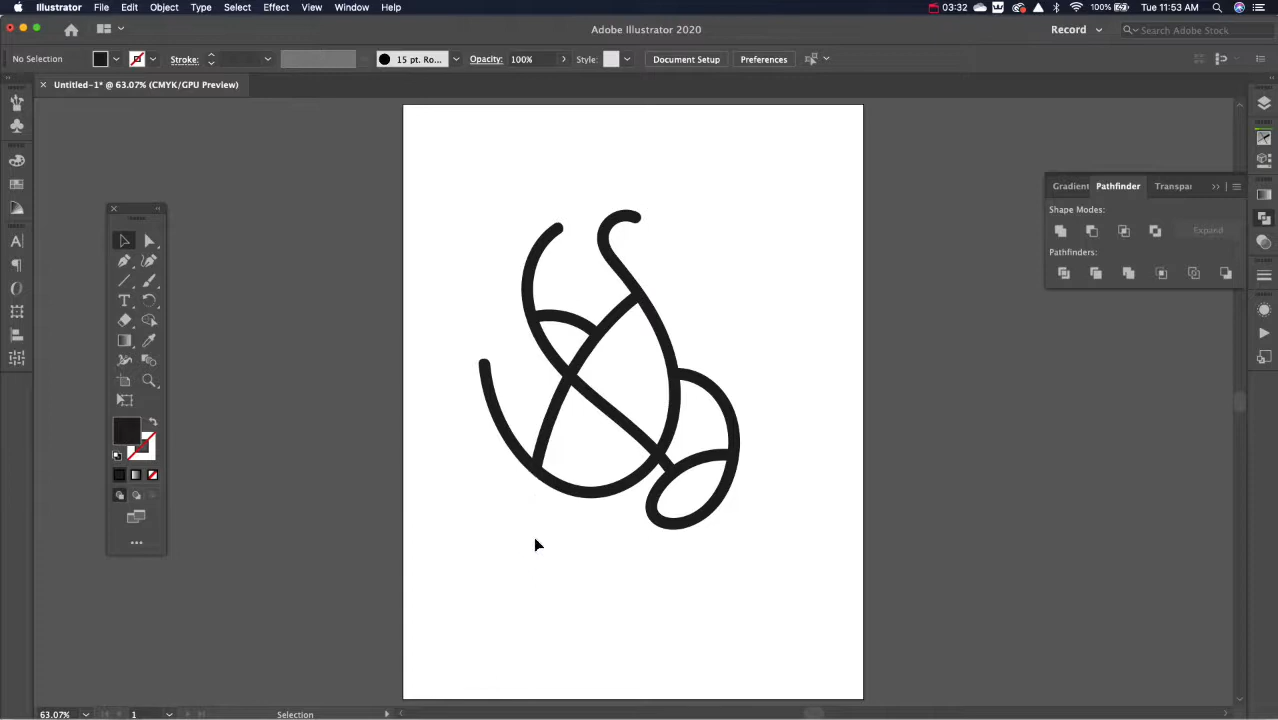 Illustrator File Edit Object Type Select Effect View Window Help 03:32 100% Tue 11:53 AM
Adobe Illustrator 2020 Record Search Adobe Stock
No Selection Stroke: 15 pt. Ro... Opacity: 100% Style: Document Setup Preferences
Untitled-1* @ 63.07% (CMYK/GPU Preview)
Gradient Pathfinder Transpar
Shape Modes:
Expand
Pathfinders:
63.07% 1 Selection